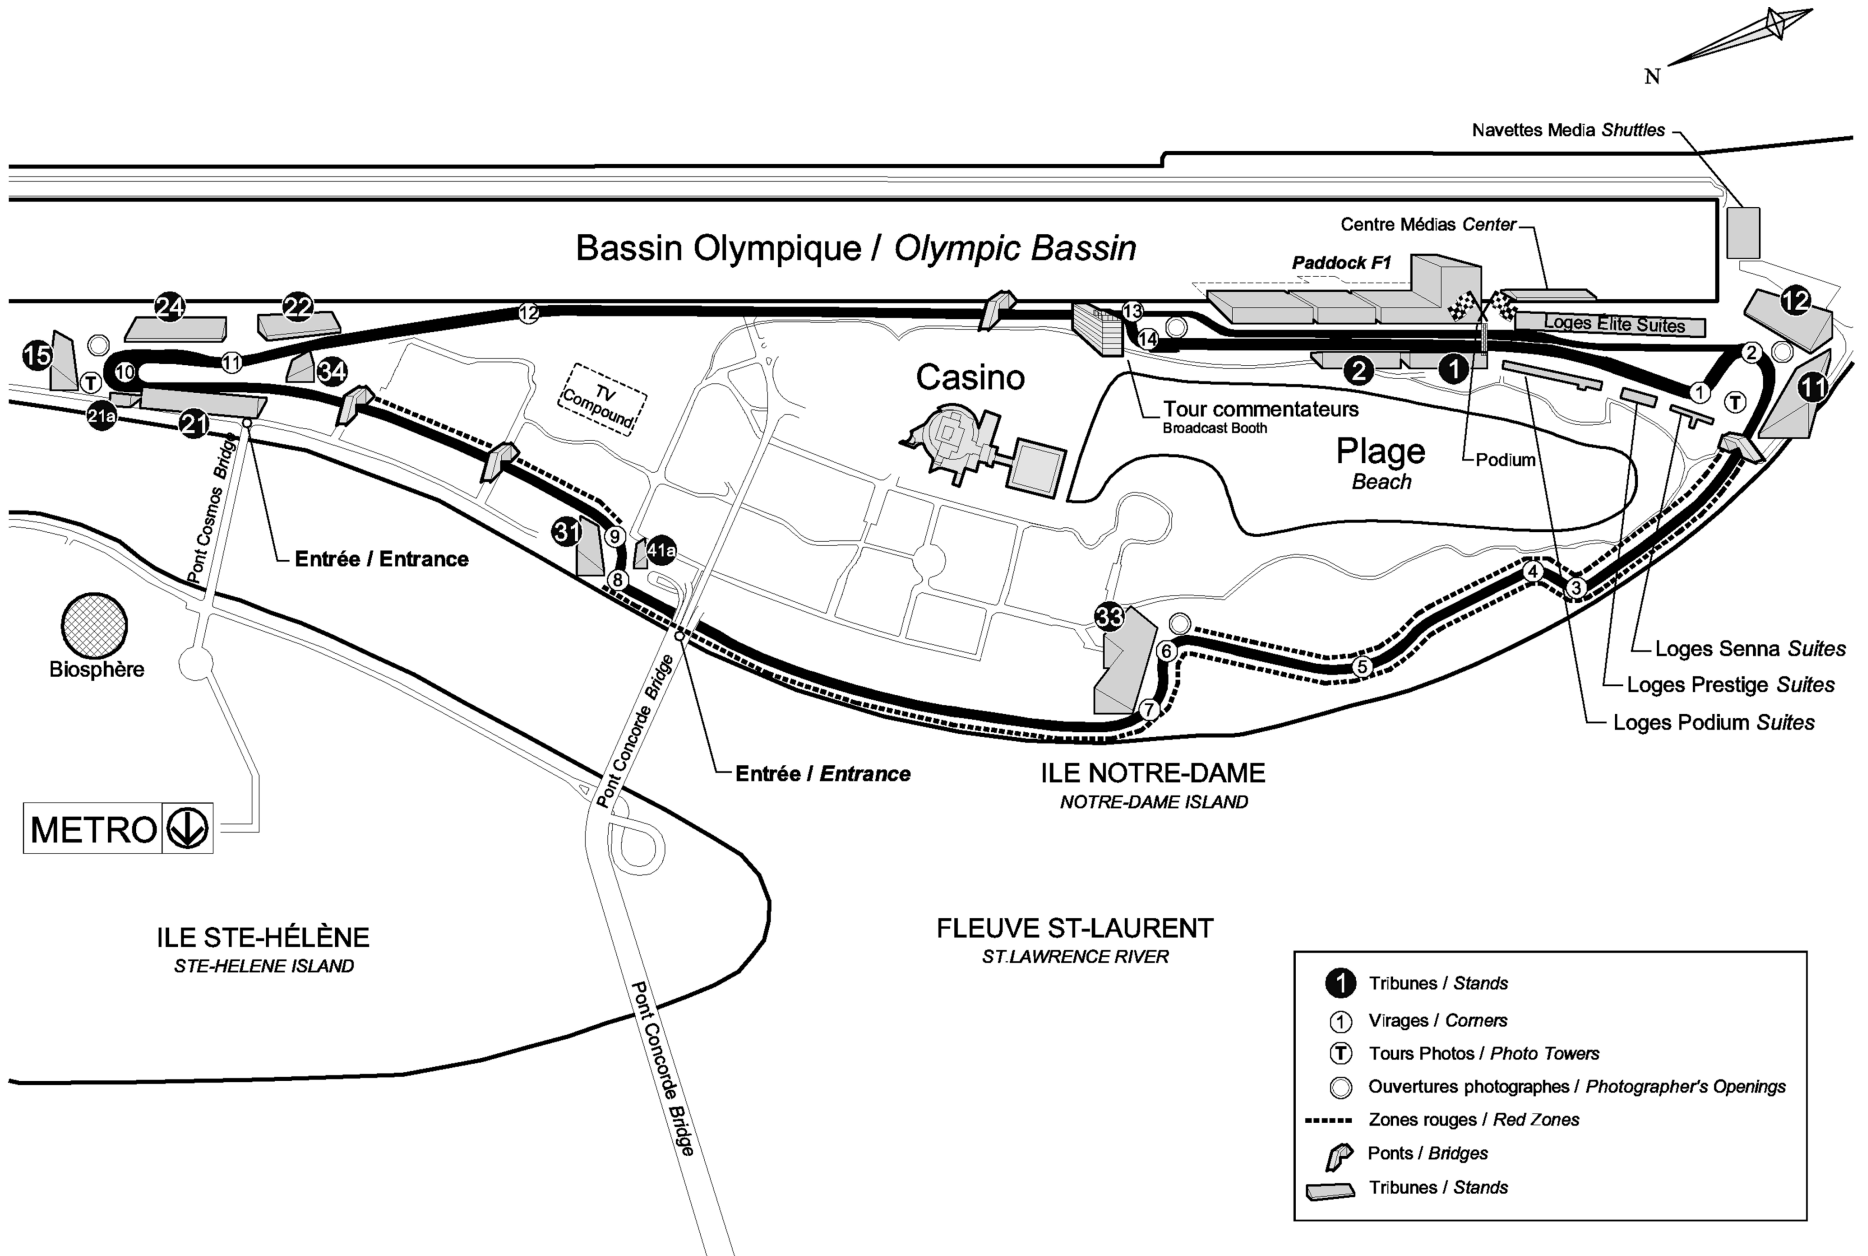 N
Navettes Media Shuttles
Centre Médias Center
Bassin Olympique / Olympic Bassin
Paddock F1
24
22
12
12
13
Loges Élite Suites
15
11
10
34
14
2
1
2
1
T
11
T
21a
21
TV
Compound
Casino
Tour commentateurs
Broadcast Booth
Plage
Beach
Podium
Pont Cosmos Bridge
31
9
41a
8
Entrée / Entrance
4
3
33
6
5
7
Biosphère
Loges Senna Suites
Loges Prestige Suites
Loges Podium Suites
Pont Concorde Bridge
Entrée / Entrance
ILE NOTRE-DAME
NOTRE-DAME ISLAND
METRO
ILE STE-HÉLÈNE
STE-HELENE ISLAND
FLEUVE ST-LAURENT
ST.LAWRENCE RIVER
Pont Concorde Bridge
1 Tribunes / Stands
1 Virages / Corners
T Tours Photos / Photo Towers
Ouvertures photographes / Photographer's Openings
Zones rouges / Red Zones
Ponts / Bridges
Tribunes / Stands